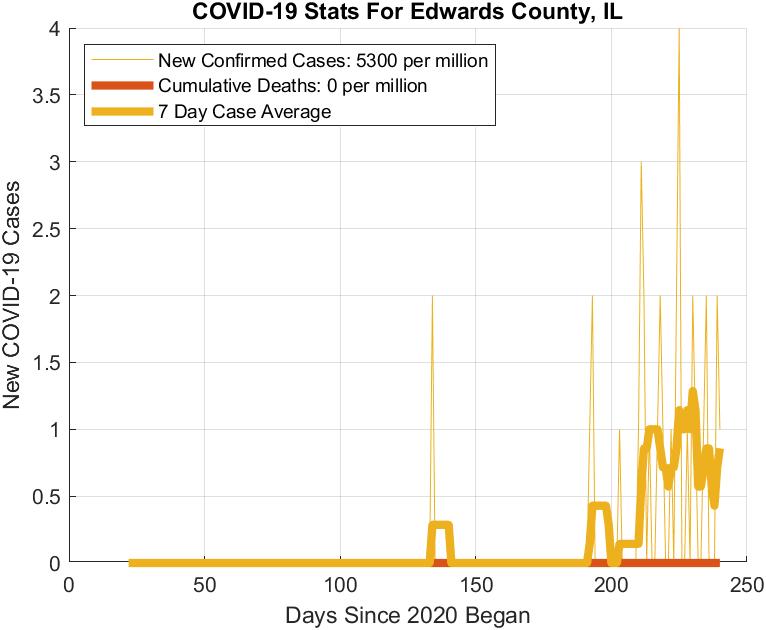 COVID-19 Stats For Edwards County, IL
4
3.5
3
2.5
2
1.5
1
0.5
0
New COVID-19 Cases
New Confirmed Cases: 5300 per million
Cumulative Deaths: 0 per million
7 Day Case Average
0 50 100 150 200 250
Days Since 2020 Began